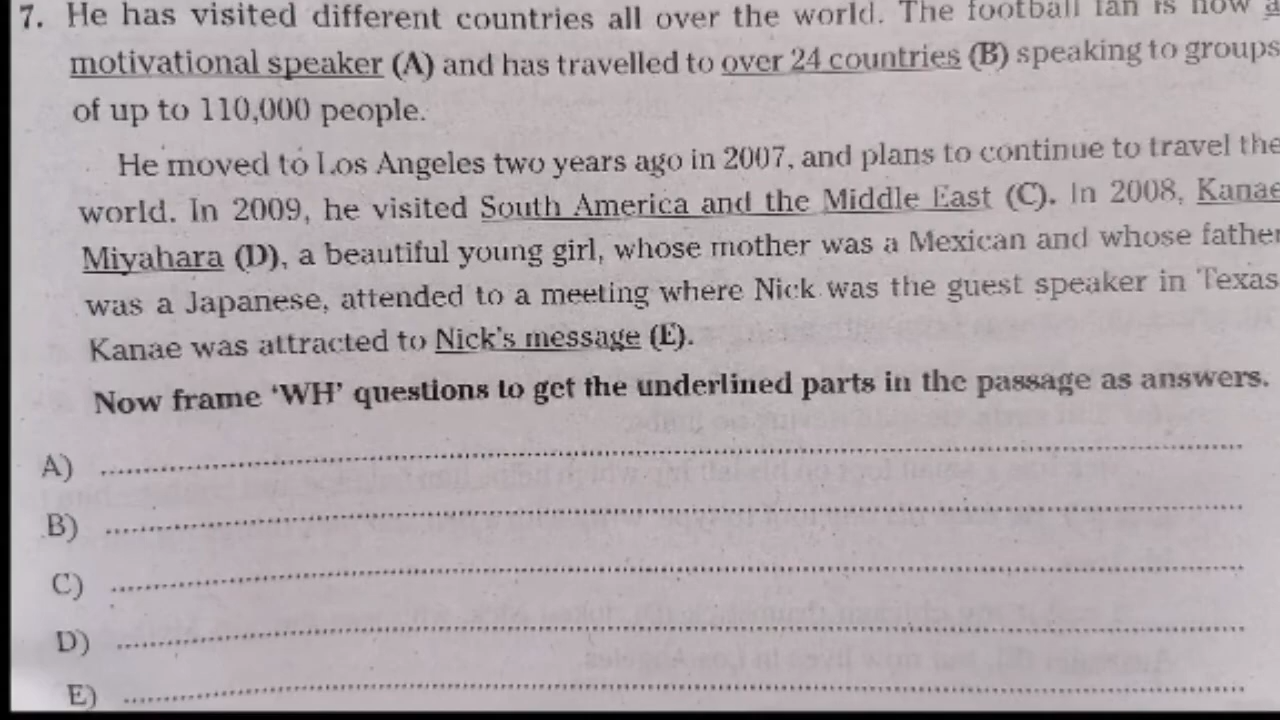 7. He has visited different countries all over the world. The football fan is now a
motivational speaker (A) and has travelled to over 24 countries (B) speaking to groups
of up to 110,000 people.
He moved to Los Angeles two years ago in 2007, and plans to continue to travel the
world. In 2009, he visited South America and the Middle East (C). In 2008, Kanae
Miyahara (D), a beautiful young girl, whose mother was a Mexican and whose father
was a Japanese, attended to a meeting where Nick was the guest speaker in Texas
Kanae was attracted to Nick's message (E).
Now frame 'WH' questions to get the underlined parts in the passage as answers.
A) ........................................
B) ........................................
C) ........................................
D) ........................................
E) ........................................